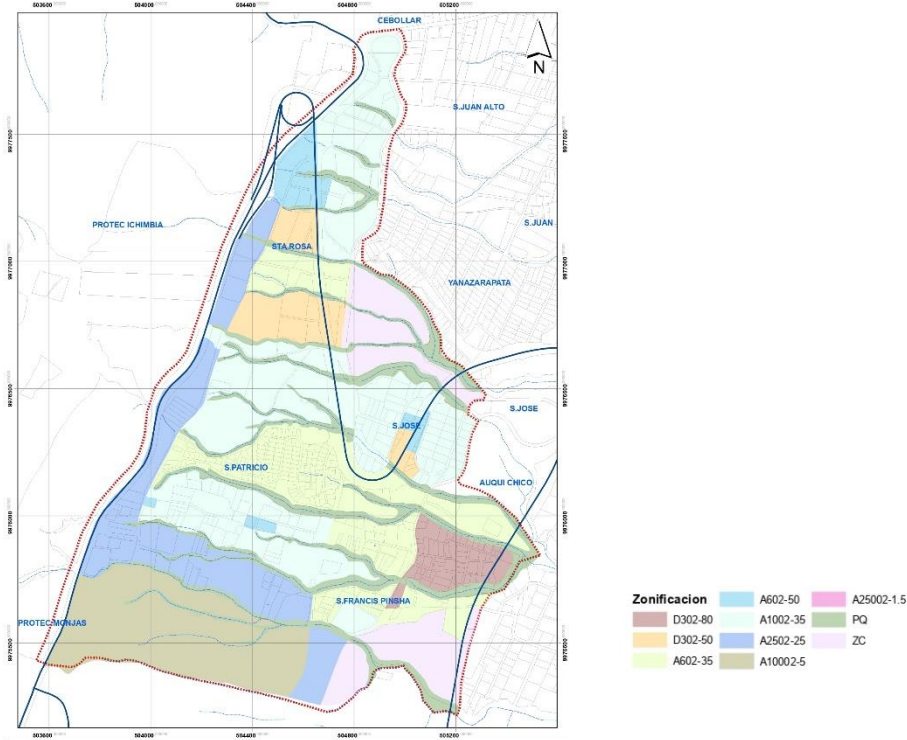 CEBOLLAR
N
S.JUAN ALTO
PROTEC ICHIMBIA
S.JUAN
STA.ROSA
YANAZARAPATA
S.JOSE
S.JOSE
S.PATRICIO
AUQUI CHICO
S.FRANCIS PINSHA
PROTEC MONJAS
Zonificacion
D302-80
D302-50
A602-35
A602-50
A1002-35
A2502-25
A10002-5
A25002-1.5
PQ
ZC